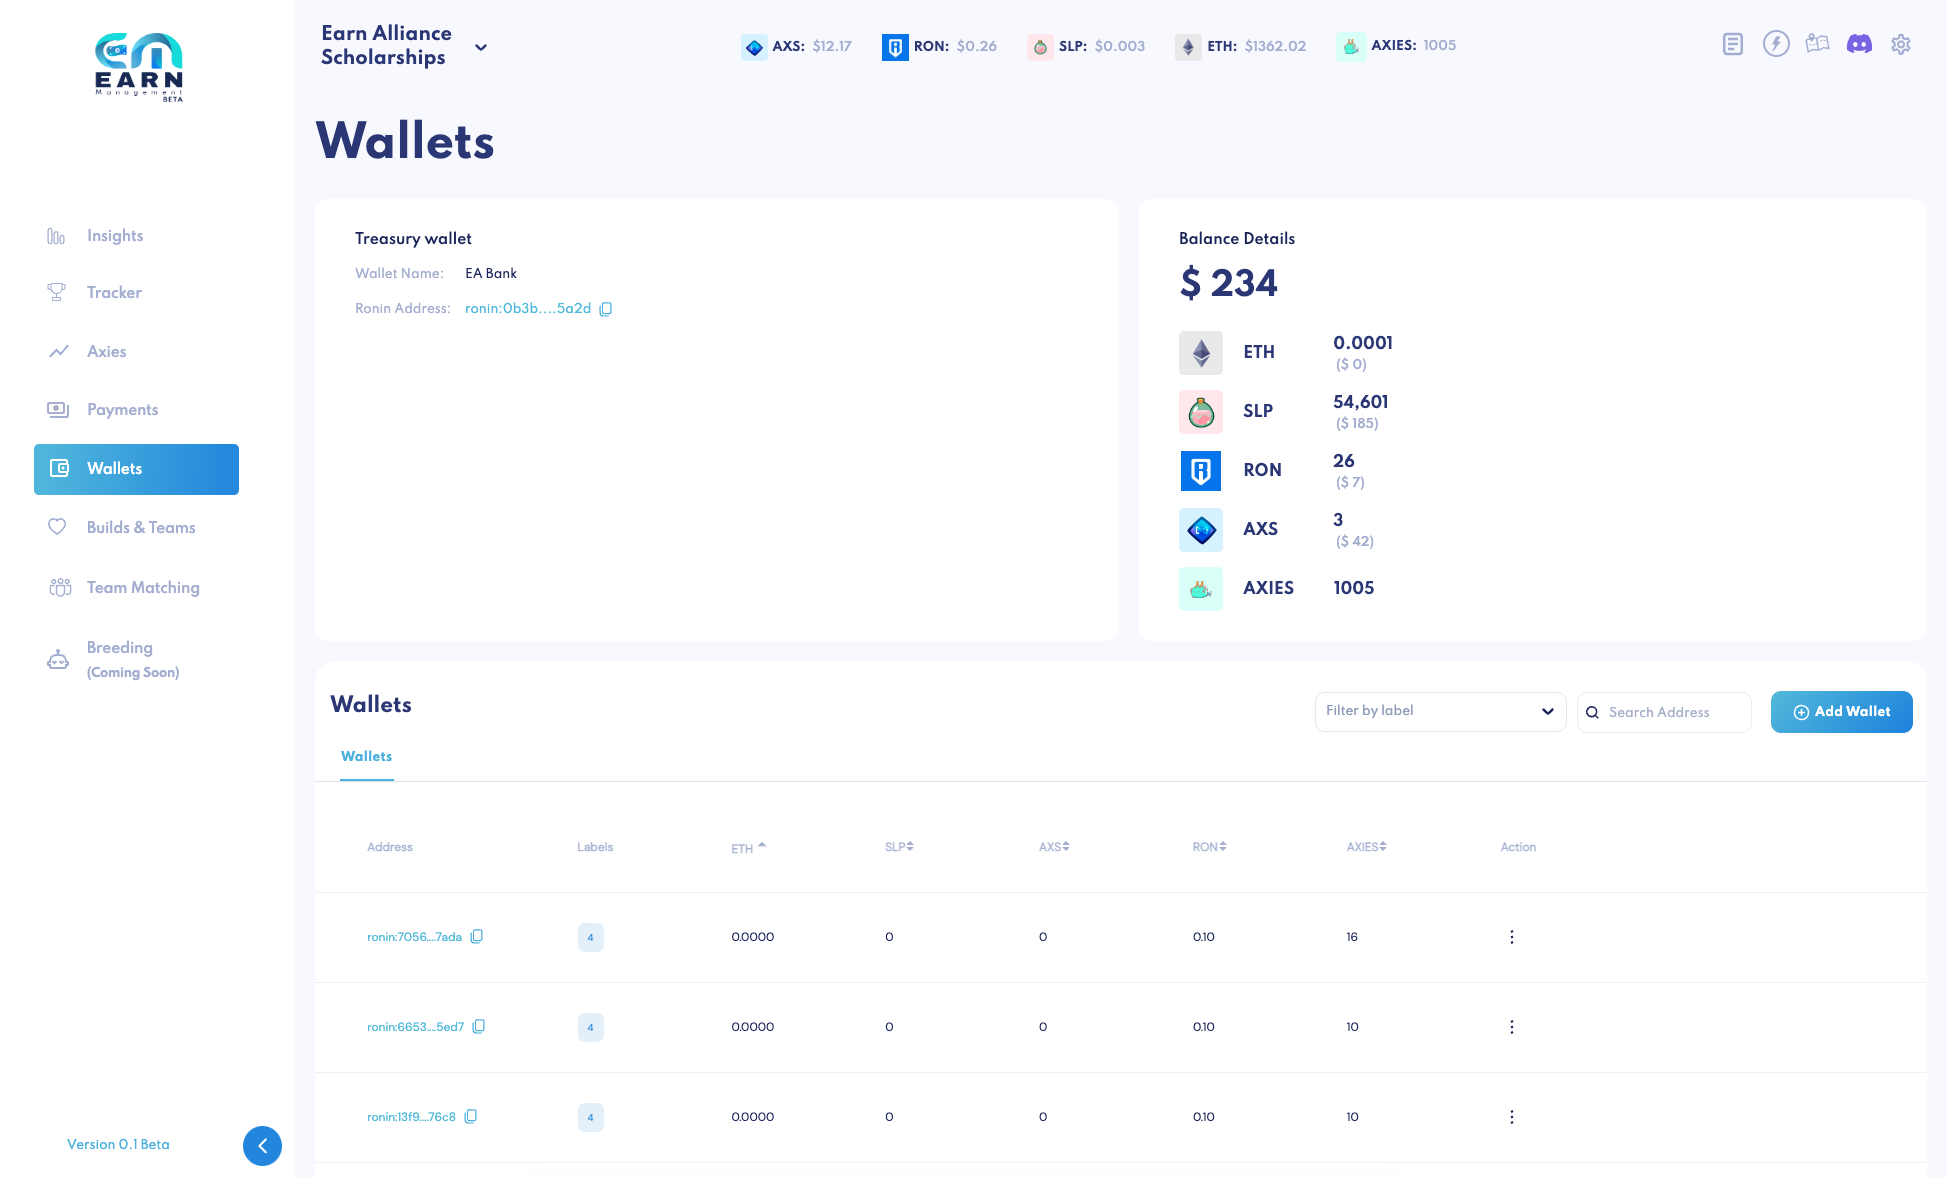 EARN
Management
BETA
Earn Alliance
Scholarships
AXS: $12.17
RON: $0.26
SLP: $0.003
ETH: $1362.02
AXIES: 1005
Wallets
Insights
Tracker
Axies
Payments
Wallets
Builds & Teams
Team Matching
Breeding
(Coming Soon)
Version 0.1 Beta
Treasury wallet
Wallet Name: EA Bank
Ronin Address: ronin:0b3b....5a2d
Balance Details
$ 234
ETH 0.0001
($ 0)
SLP 54,601
($ 185)
RON 26
($ 7)
AXS 3
($ 42)
AXIES 1005
Wallets
Filter by label
Search Address
Add Wallet
Wallets
Address Labels ETH SLP AXS RON AXIES Action
ronin:7056....7ada 4 0.0000 0 0 0.10 16
ronin:6653....5ed7 4 0.0000 0 0 0.10 10
ronin:13f9....76c8 4 0.0000 0 0 0.10 10